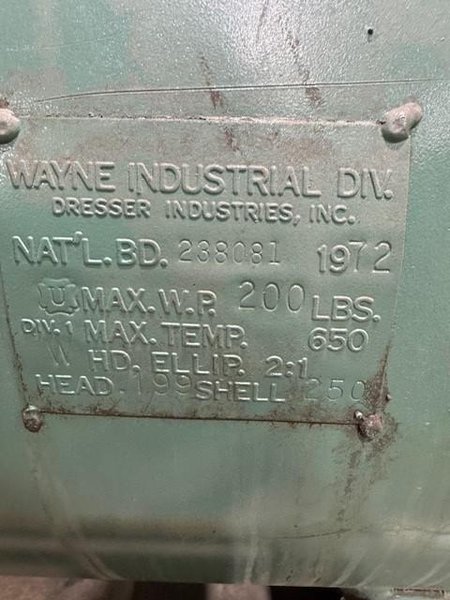 WAYNE INDUSTRIAL DIV.
DRESSER INDUSTRIES, INC.
NAT'L. BD. 238081 1972
U MAX. W.P. 200 LBS.
DIV. 1 MAX. TEMP. 650
W HD. ELLIP. 2:1
HEAD .199 SHELL .250